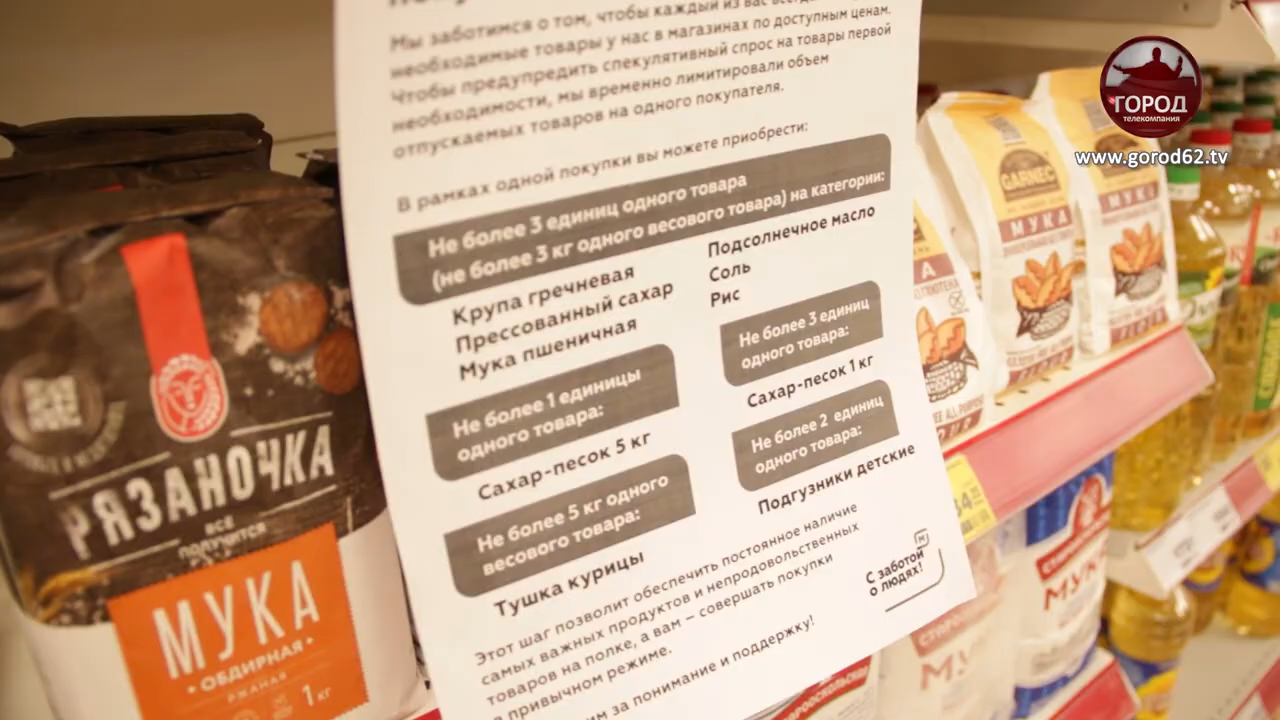 Мы заботимся о том, чтобы каждый из вас
необходимые товары у нас в магазинах по доступным ценам.
Чтобы предупредить спекулятивный спрос на товары первой
необходимости, мы временно лимитировали объем
отпускаемых товаров на одного покупателя.
В рамках одной покупки вы можете приобрести:
Не более 3 единиц одного товара
(не более 3 кг одного весового товара) на категории:
Крупа гречневая
Прессованный сахар
Мука пшеничная
Подсолнечное масло
Соль
Рис
Не более 1 единицы
одного товара:
Сахар-песок 5 кг
Не более 5 кг одного
весового товара:
Тушка курицы
Не более 3 единиц
одного товара:
Сахар-песок 1 кг
Не более 2 единиц
одного товара:
Подгузники детские
Этот шаг позволит обеспечить постоянное наличие
самых важных продуктов и непродовольственных
товаров на полке, а вам – совершать покупки
в привычном режиме.
за понимание и поддержку!
С заботой
о людях!
РЯЗАНОЧКА
ВСЕ
ПОЛУЧИТСЯ
МУКА
ОБДИРНАЯ
РЖАНАЯ
1 кг
GARNEC
МУКА
МУКА
ГОРОД
телекомпания
www.gorod62.tv